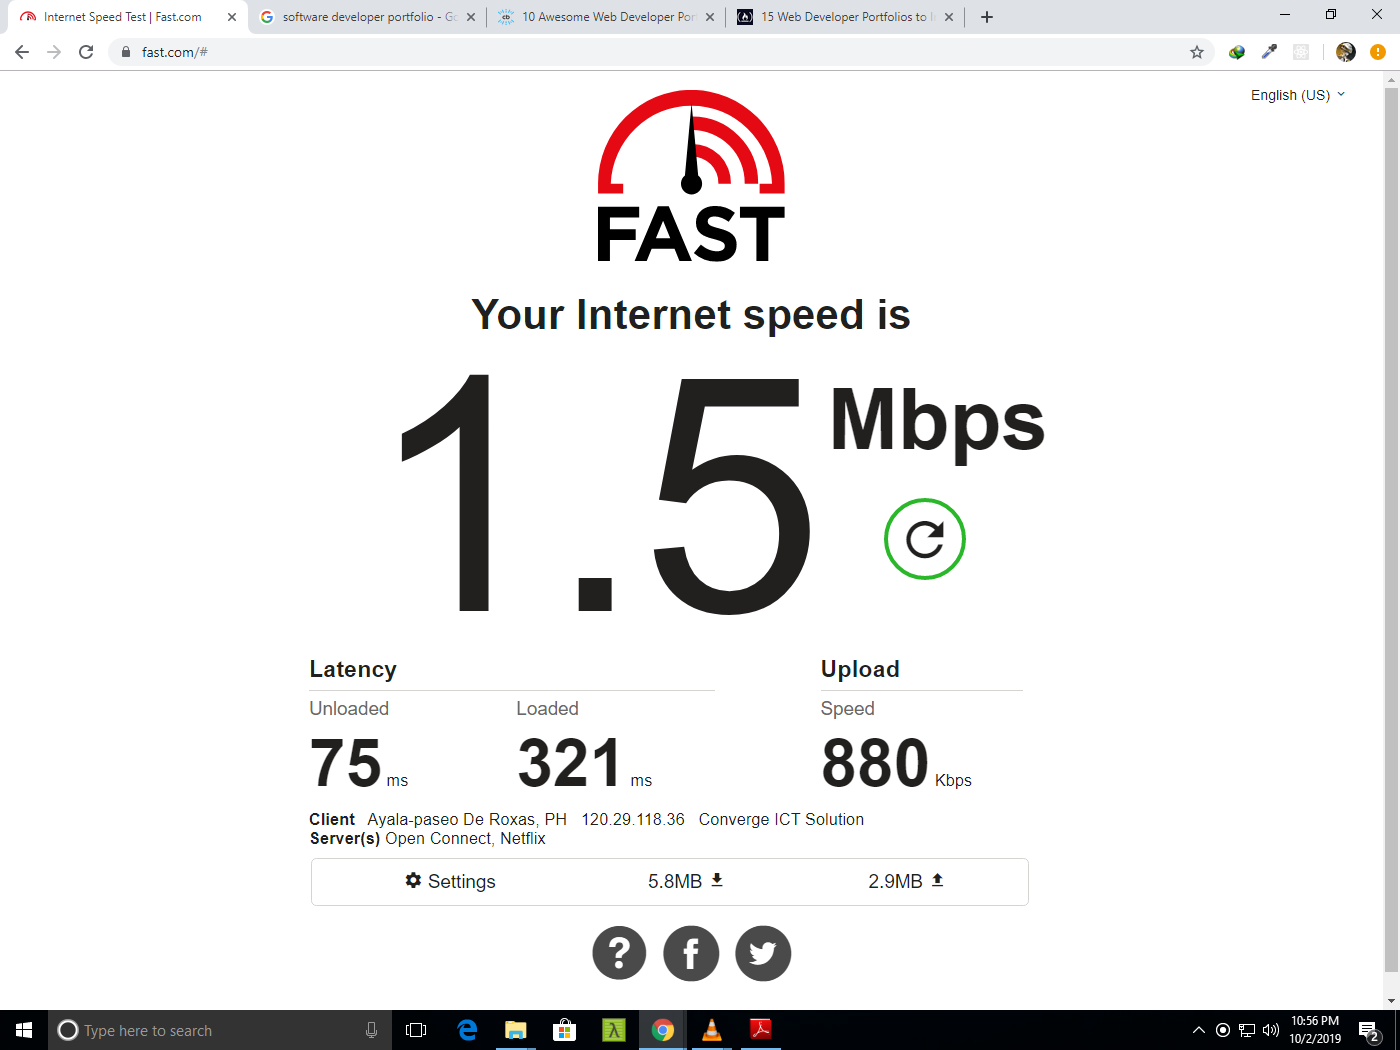 Internet Speed Test | Fast.com
software developer portfolio - Go
10 Awesome Web Developer Por
15 Web Developer Portfolios to I
fast.com/#
English (US)
FAST
Your Internet speed is
1.5 Mbps
Latency
Upload
Unloaded
Loaded
Speed
75 ms
321 ms
880 Kbps
Client Ayala-paseo De Roxas, PH 120.29.118.36 Converge ICT Solution
Server(s) Open Connect, Netflix
Settings
5.8MB
2.9MB
Type here to search
10:56 PM
10/2/2019
2